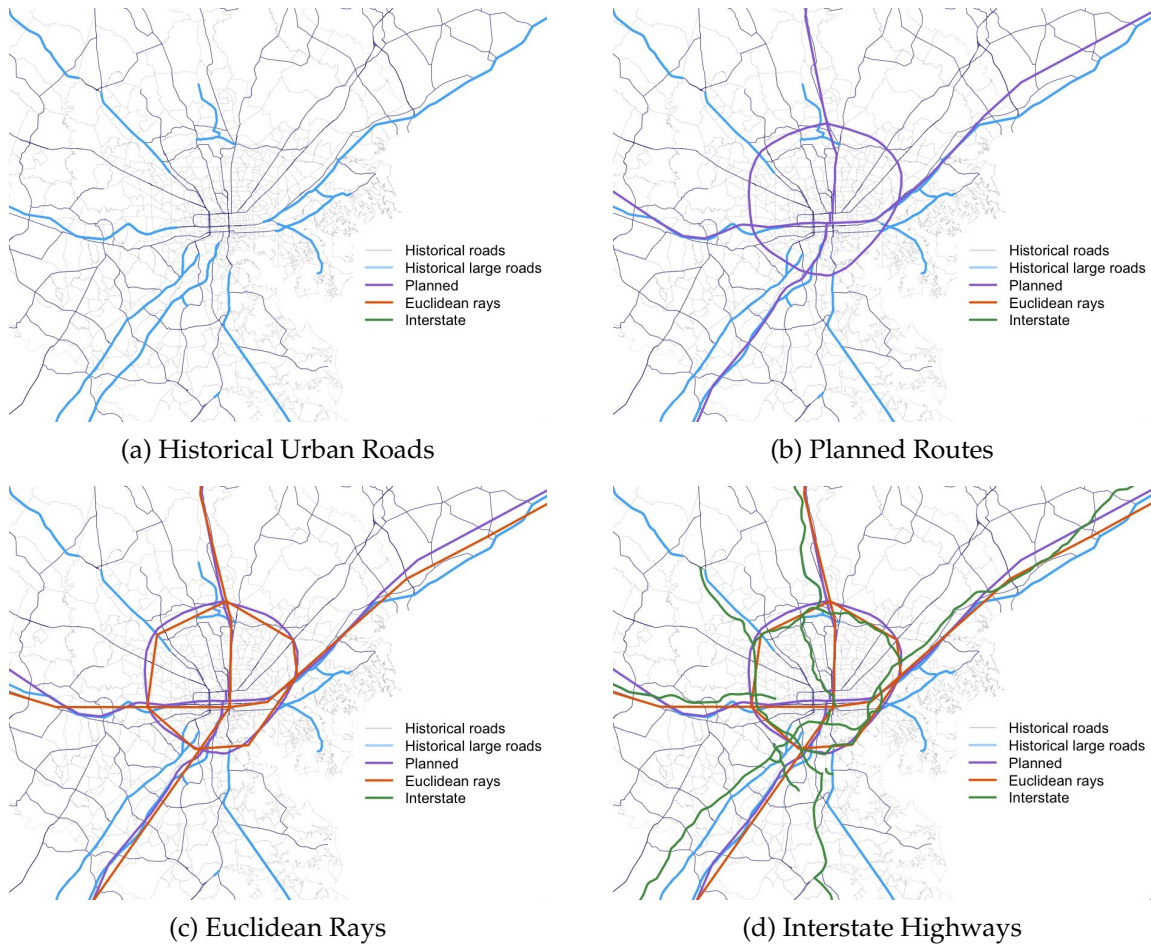 Historical roads
Historical large roads
Planned
Euclidean rays
Interstate
Historical roads
Historical large roads
Planned
Euclidean rays
Interstate
(a) Historical Urban Roads
(b) Planned Routes
Historical roads
Historical large roads
Planned
Euclidean rays
Interstate
Historical roads
Historical large roads
Planned
Euclidean rays
Interstate
(c) Euclidean Rays
(d) Interstate Highways